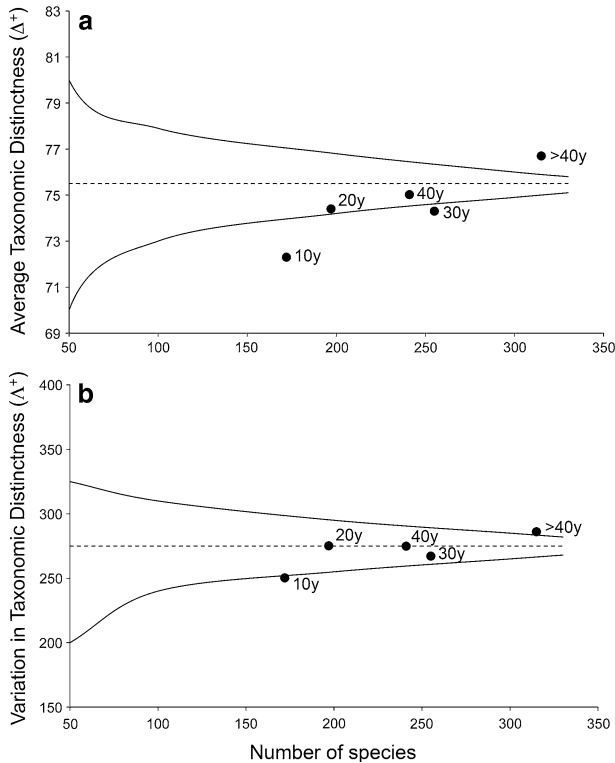 a
Average Taxonomic Distinctness (Δ⁺)
83
81
79
77
75
73
71
69
50
100
150
200
250
300
350
10y
20y
40y
30y
>40y
b
Variation in Taxonomic Distinctness (Λ⁺)
400
350
300
250
200
150
50
100
150
200
250
300
350
10y
20y
40y
30y
>40y
Number of species